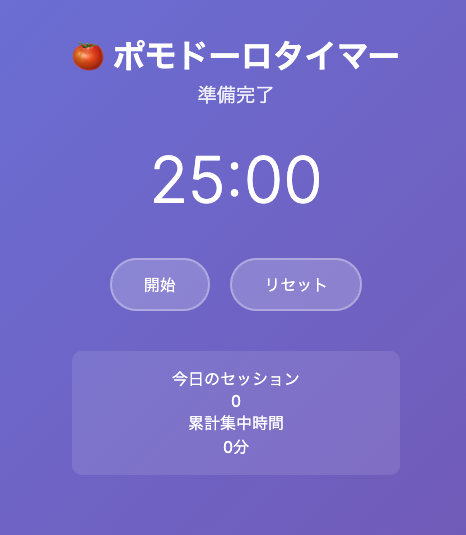 🍅 ポモドーロタイマー
準備完了
25:00
開始
リセット
今日のセッション
0
累計集中時間
0分